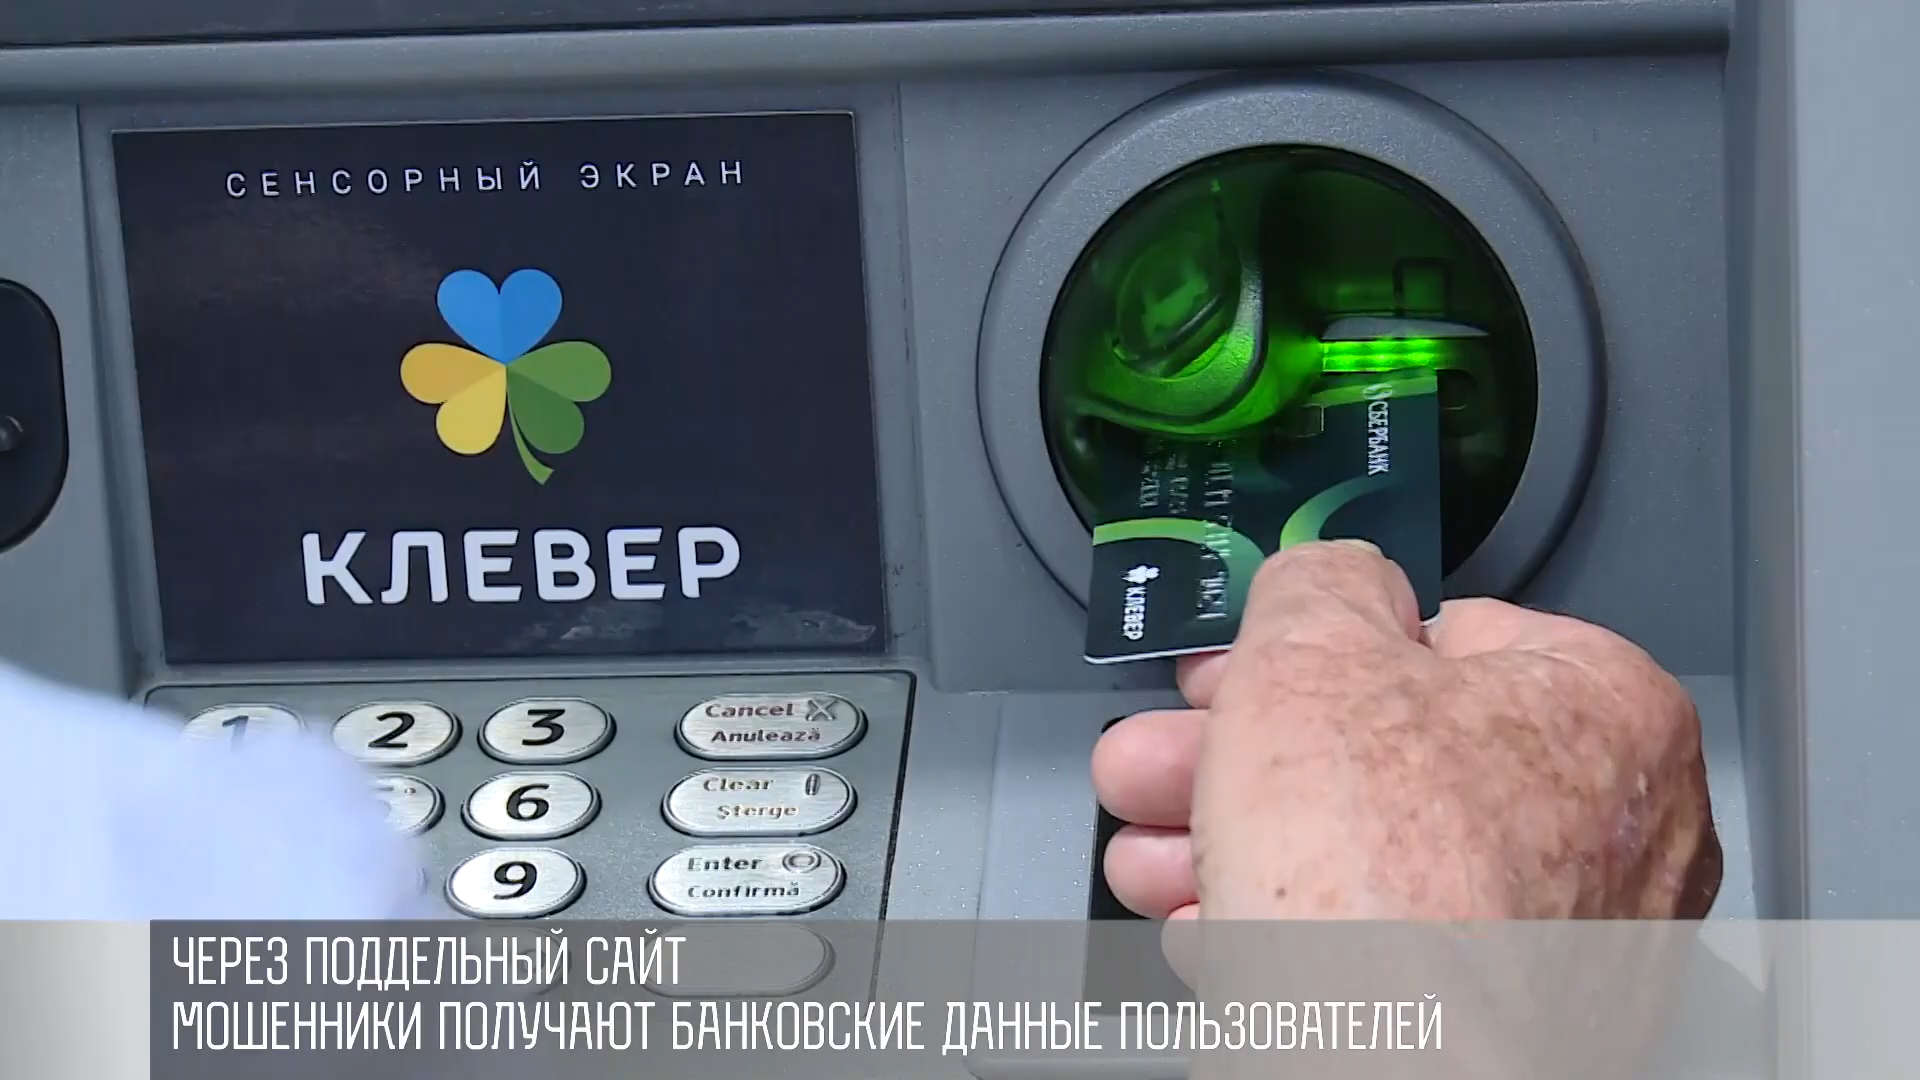 СЕНСОРНЫЙ ЭКРАН
КЛЕВЕР
СБЕРБАНК
КЛЕВЕР
1
2
3
Cancel
Anulează
6
Clear
Șterge
9
Enter
Confirmă
ЧЕРЕЗ ПОДДЕЛЬНЫЙ САЙТ
МОШЕННИКИ ПОЛУЧАЮТ БАНКОВСКИЕ ДАННЫЕ ПОЛЬЗОВАТЕЛЕЙ